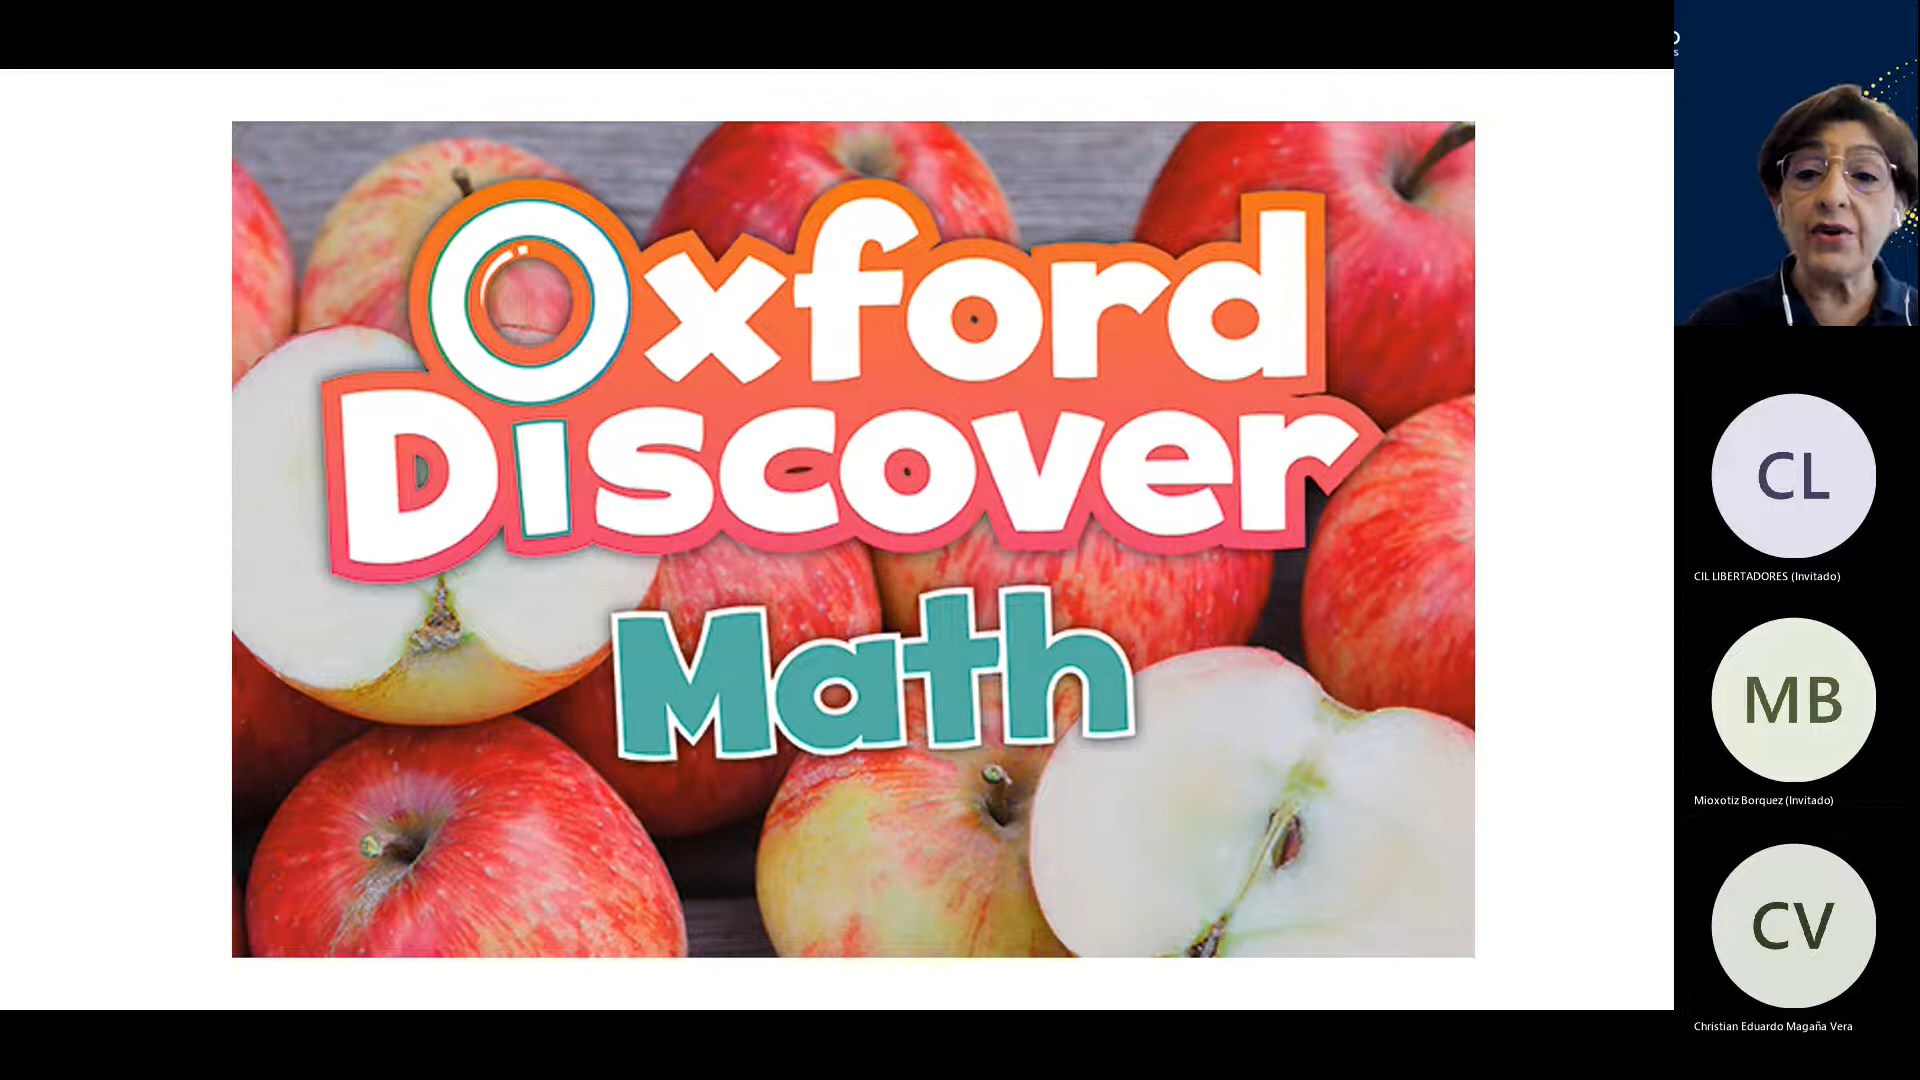 Oxford
Discover
Math
CL
CIL LIBERTADORES (Invitado)
MB
Mioxotiz Borquez (Invitado)
CV
Christian Eduardo Magaña Vera